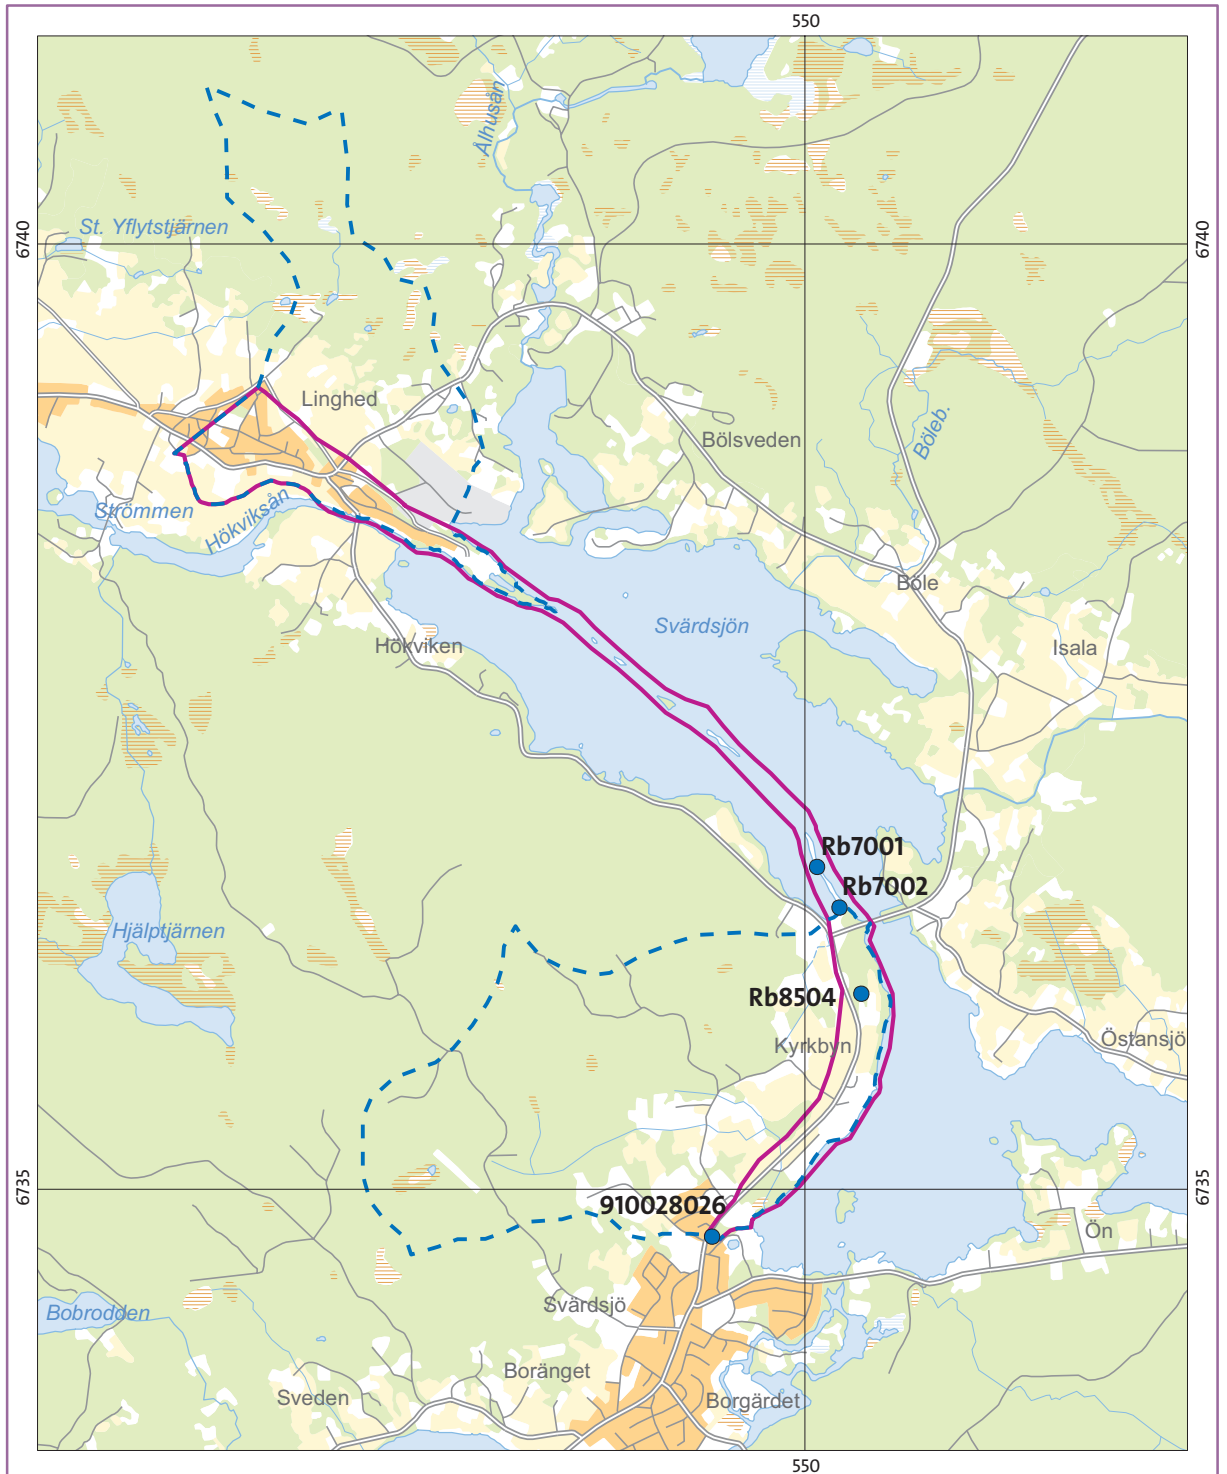 550
Ålhusån
St. Yflytstjärnen
6740
6740
Linghed
Bölsveden
Böleb.
Strömmen
Hökviksån
Böle
Svärdsjön
Hökviken
Isala
Rb7001
Rb7002
Hjälptjärnen
Rb8504
Kyrkbyn
Östansjö
6735
6735
910028026
Ön
Svärdsjö
Bobrodden
Boränget
Sveden
Borgärdet
550